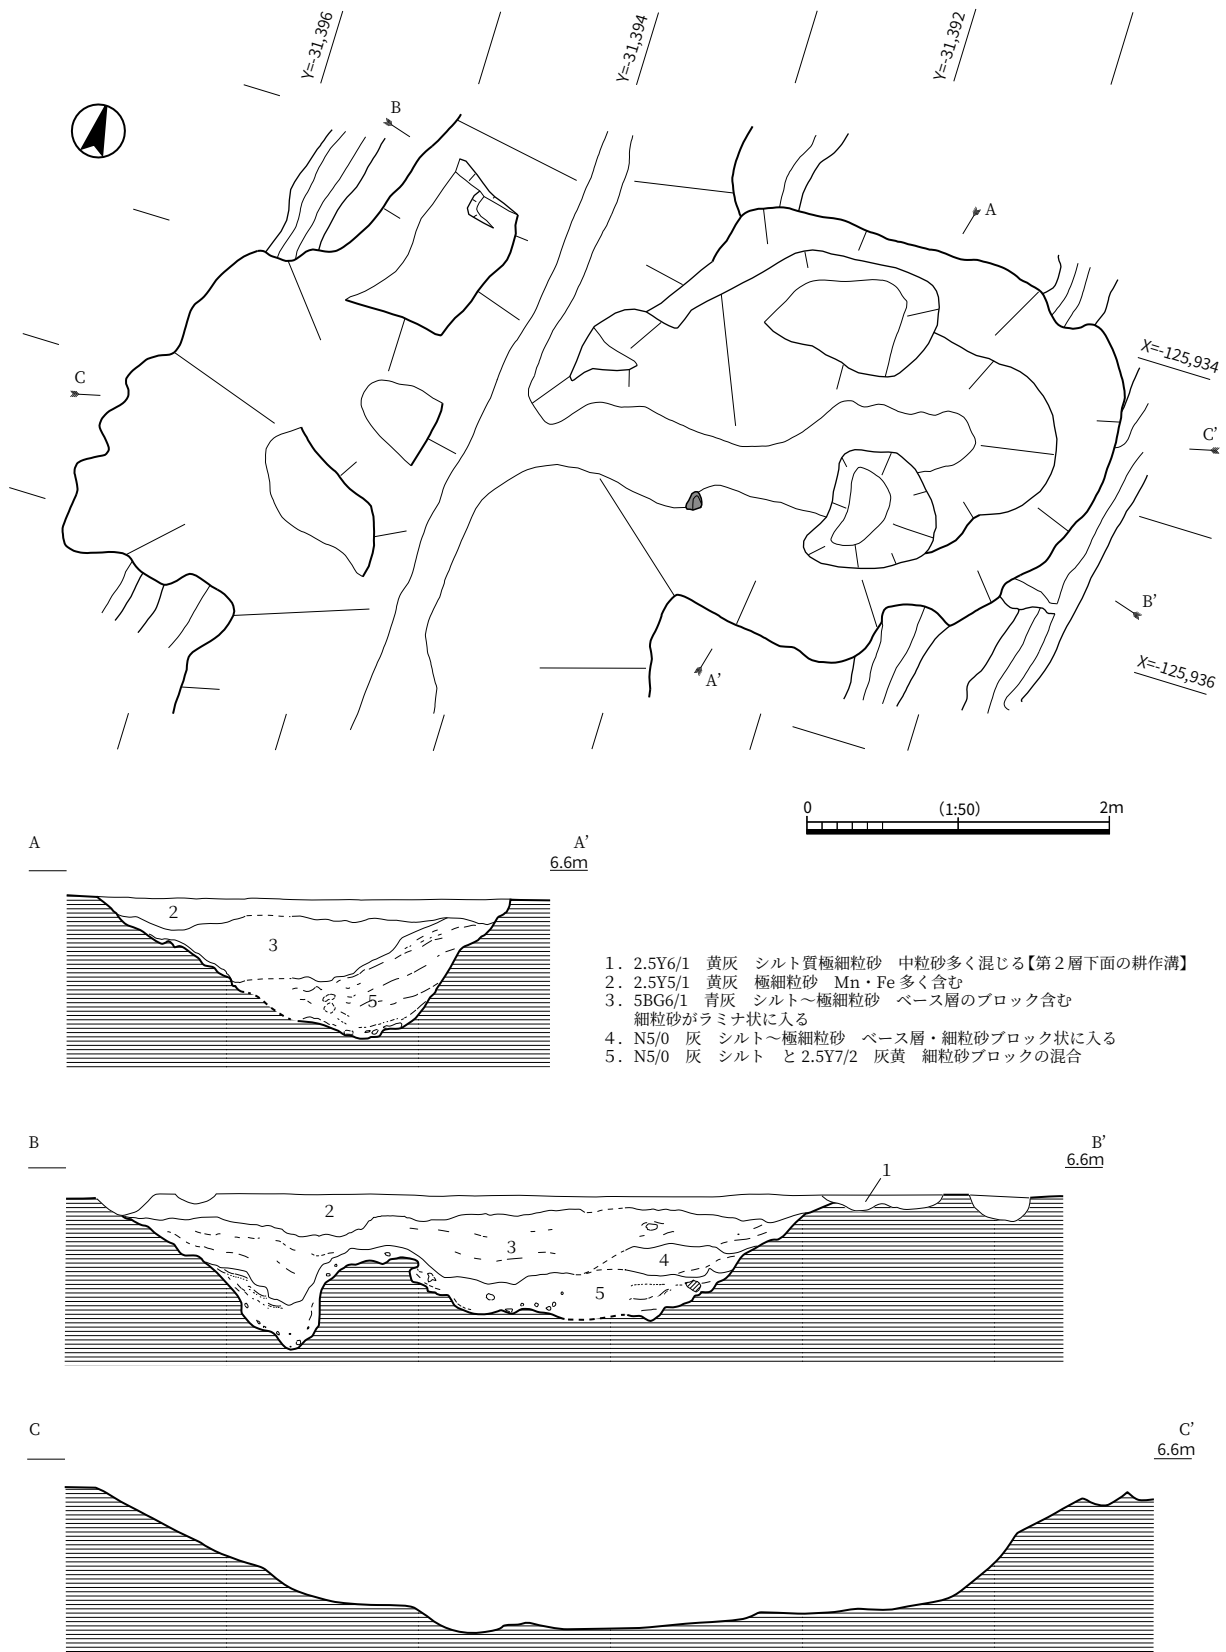 Y=-31,396
Y=-31,394
Y=-31,392
B
A
X=-125,934
C
C’
B’
X=-125,936
A’
0 （1:50） 2m
A A’
6.6m
2
3
5
１．2.5Y6/1　黄灰　シルト質極細粒砂　中粒砂多く混じる【第２層下面の耕作溝】
２．2.5Y5/1　黄灰　極細粒砂　Mn・Fe 多く含む
３．5BG6/1　青灰　シルト～極細粒砂　ベース層のブロック含む
細粒砂がラミナ状に入る
４．N5/0　灰　シルト～極細粒砂　ベース層・細粒砂ブロック状に入る
５．N5/0　灰　シルト　と 2.5Y7/2　灰黄　細粒砂ブロックの混合
B B’
6.6m
1
2
3
4
5
C C’
6.6m